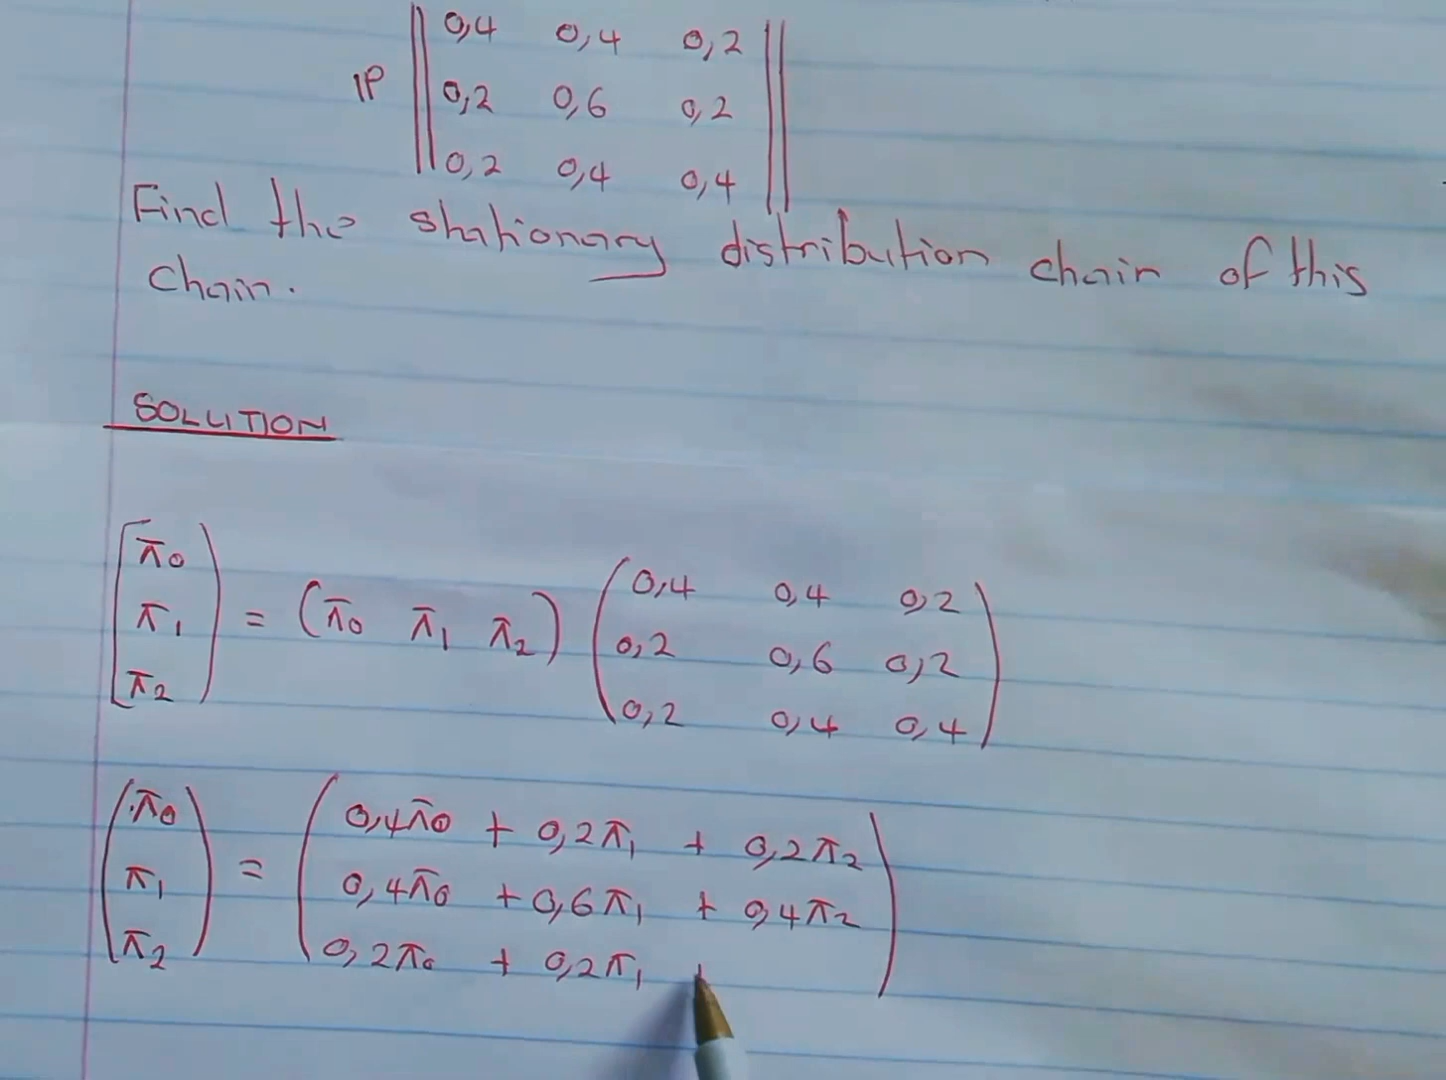 0,4 0,4 0,2
IP 0,2 0,6 0,2
0,2 0,4 0,4
Find the stationary distribution chain of this
chain.
SOLUTION
π0
π1 = (π0 π1 π2)
π2
0,4 0,4 0,2
0,2 0,6 0,2
0,2 0,4 0,4
π0
π1 =
π2
0,4π0 + 0,2π1 + 0,2π2
0,4π0 + 0,6π1 + 0,4π2
0,2π0 + 0,2π1 +